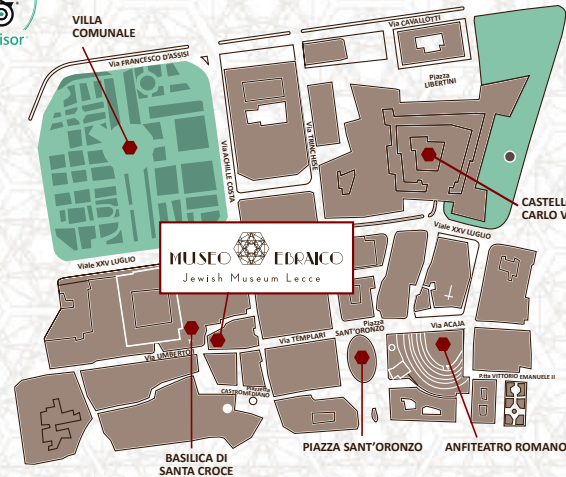 isor
VILLA
COMUNALE
Via CAVALLOTTI
Via FRANCESCO D'ASSISI
Piazza
LIBERTINI
Via TRINCHESE
Via ACHILLE COSTA
CASTELL
CARLO V
MUSEO EBRAICO
Jewish Museum Lecce
Viale XXV LUGLIO
Viale XXV LUGLIO
Piazza
SANT'ORONZO
Via ACAJA
Via TEMPLARI
Via UMBERTO I
P.tta VITTORIO EMANUELE II
Piazzetta
CASTROMEDIANO
PIAZZA SANT'ORONZO
ANFITEATRO ROMANO
BASILICA DI
SANTA CROCE